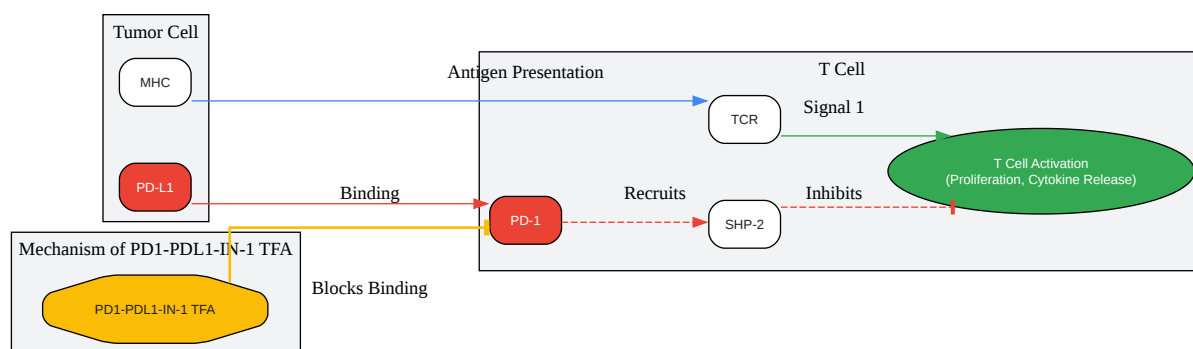 Tumor Cell
MHC
Antigen Presentation
T Cell
TCR
Signal 1
T Cell Activation
(Proliferation, Cytokine Release)
PD-L1
Binding
PD-1
Recruits
SHP-2
Inhibits
Mechanism of PD1-PDL1-IN-1 TFA
Blocks Binding
PD1-PDL1-IN-1 TFA